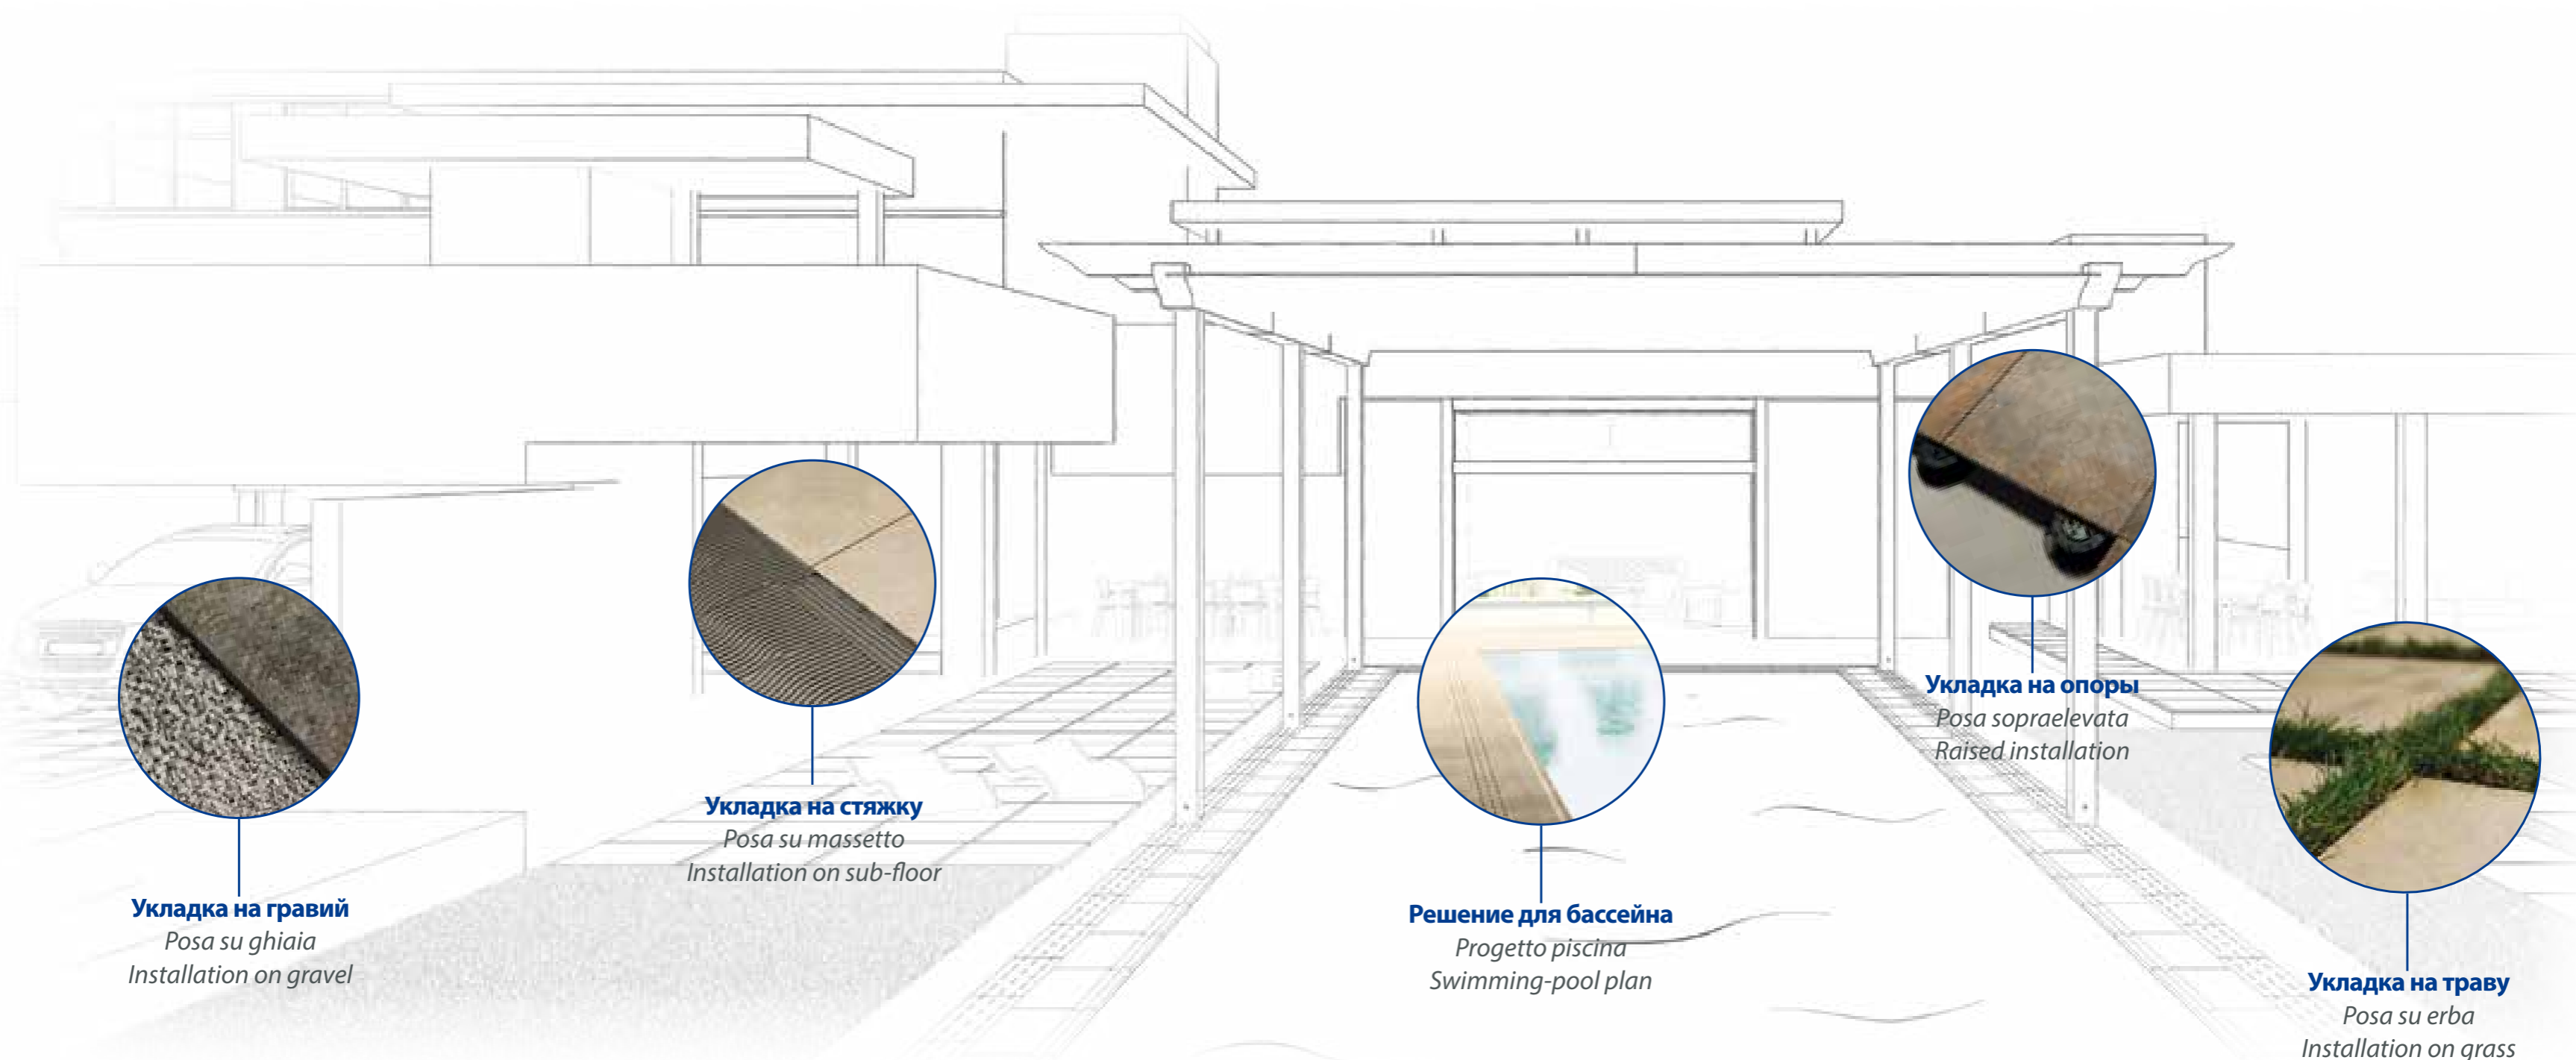 Укладка на гравий
Posa su ghiaia
Installation on gravel
Укладка на стяжку
Posa su massetto
Installation on sub-floor
Решение для бассейна
Progetto piscina
Swimming-pool plan
Укладка на опоры
Posa sopraelevata
Raised installation
Укладка на траву
Posa su erba
Installation on grass